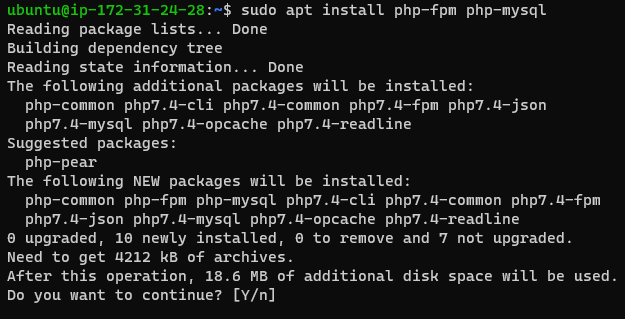 ubuntu@ip-172-31-24-28:~$ sudo apt install php-fpm php-mysql
Reading package lists... Done
Building dependency tree
Reading state information... Done
The following additional packages will be installed:
  php-common php7.4-cli php7.4-common php7.4-fpm php7.4-json
  php7.4-mysql php7.4-opcache php7.4-readline
Suggested packages:
  php-pear
The following NEW packages will be installed:
  php-common php-fpm php-mysql php7.4-cli php7.4-common php7.4-fpm
  php7.4-json php7.4-mysql php7.4-opcache php7.4-readline
0 upgraded, 10 newly installed, 0 to remove and 7 not upgraded.
Need to get 4212 kB of archives.
After this operation, 18.6 MB of additional disk space will be used.
Do you want to continue? [Y/n]